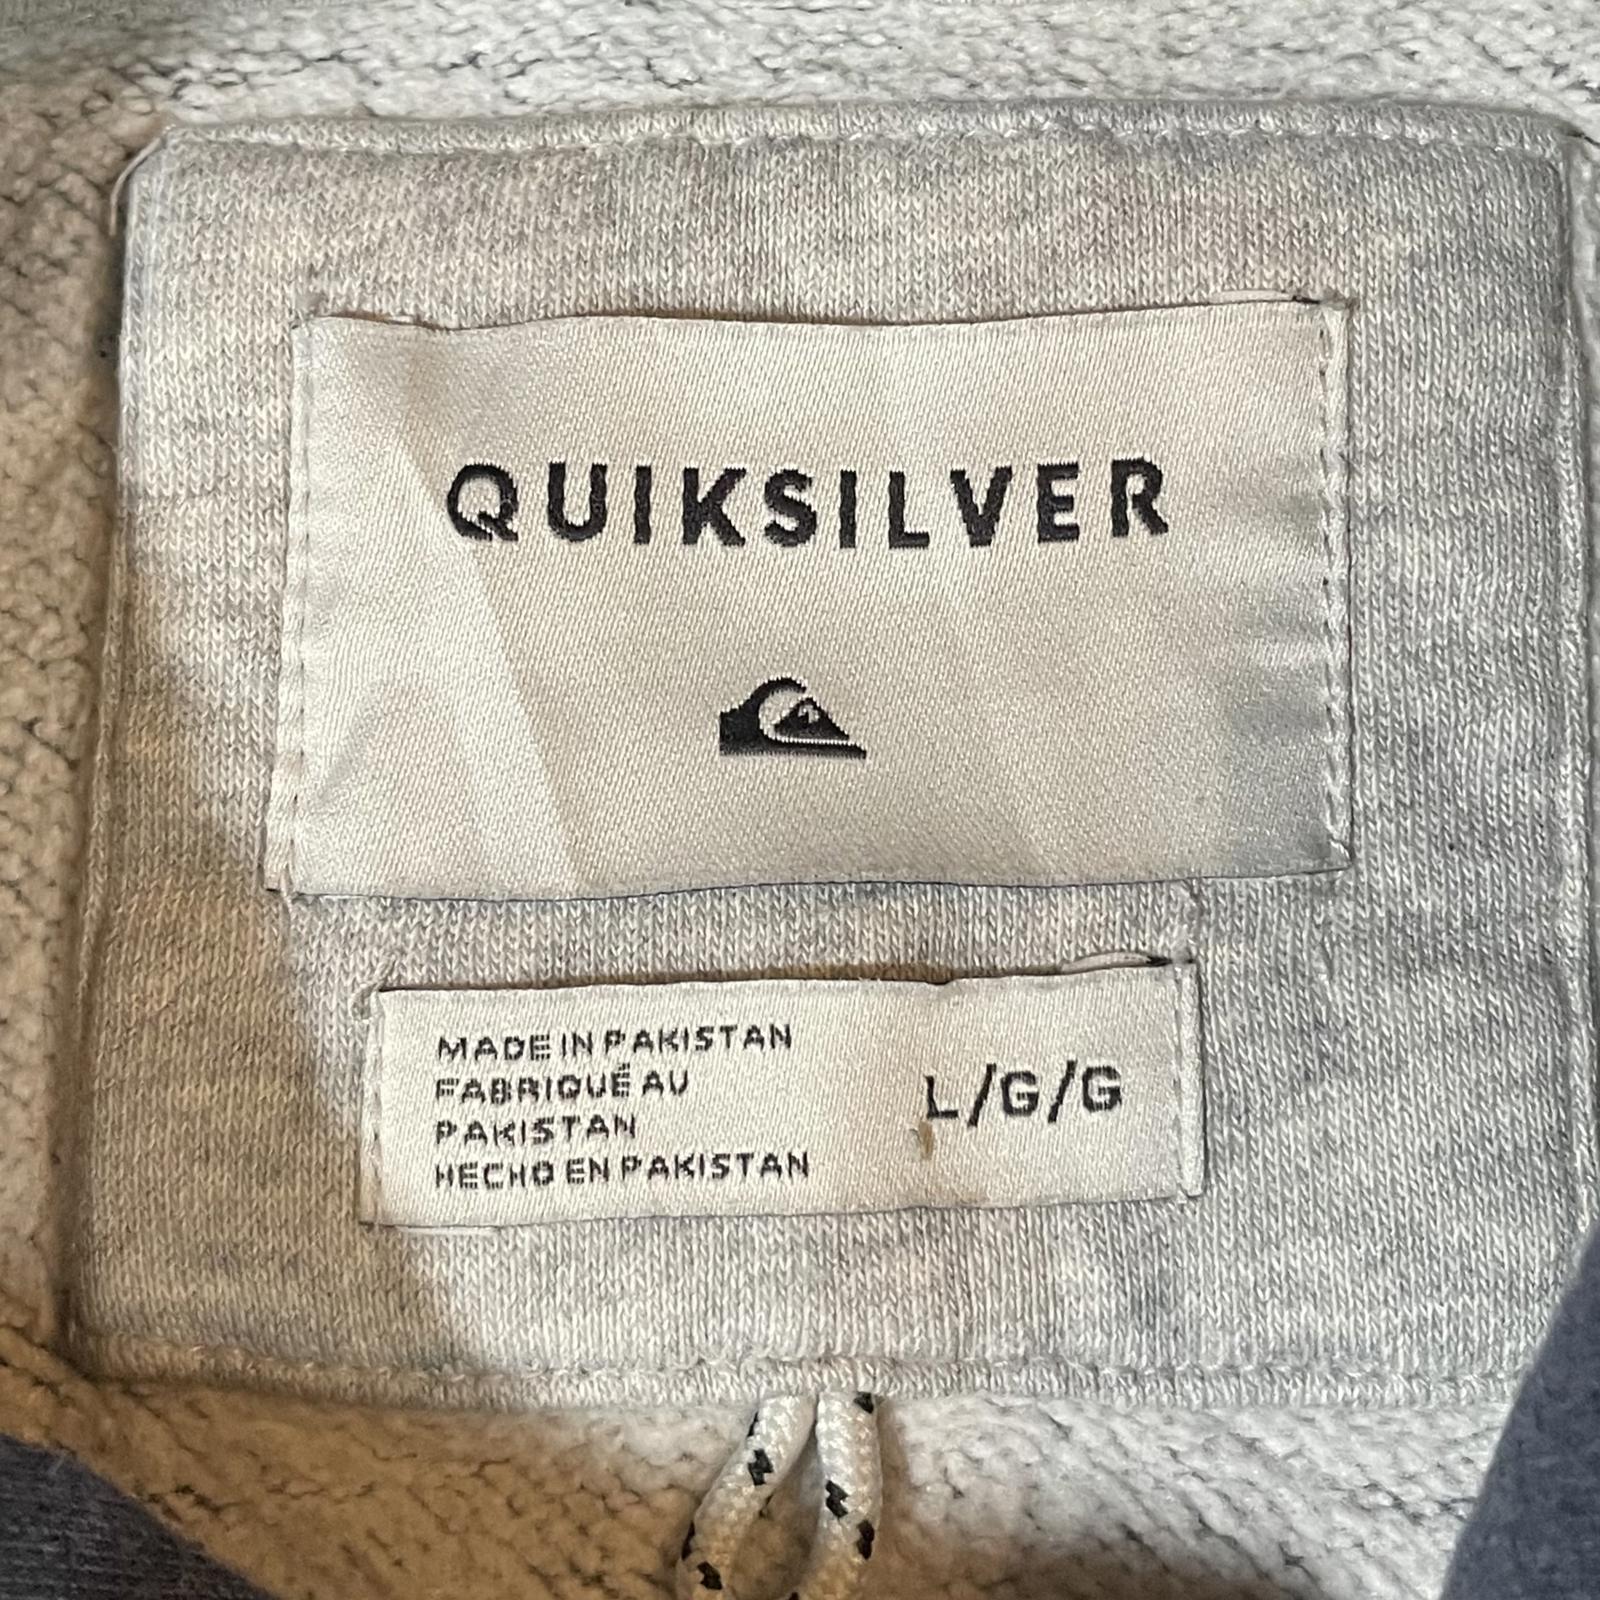 QUIKSILVER
MADE IN PAKISTAN
FABRIQUÉ AU
PAKISTAN
HECHO EN PAKISTAN
L/G/G